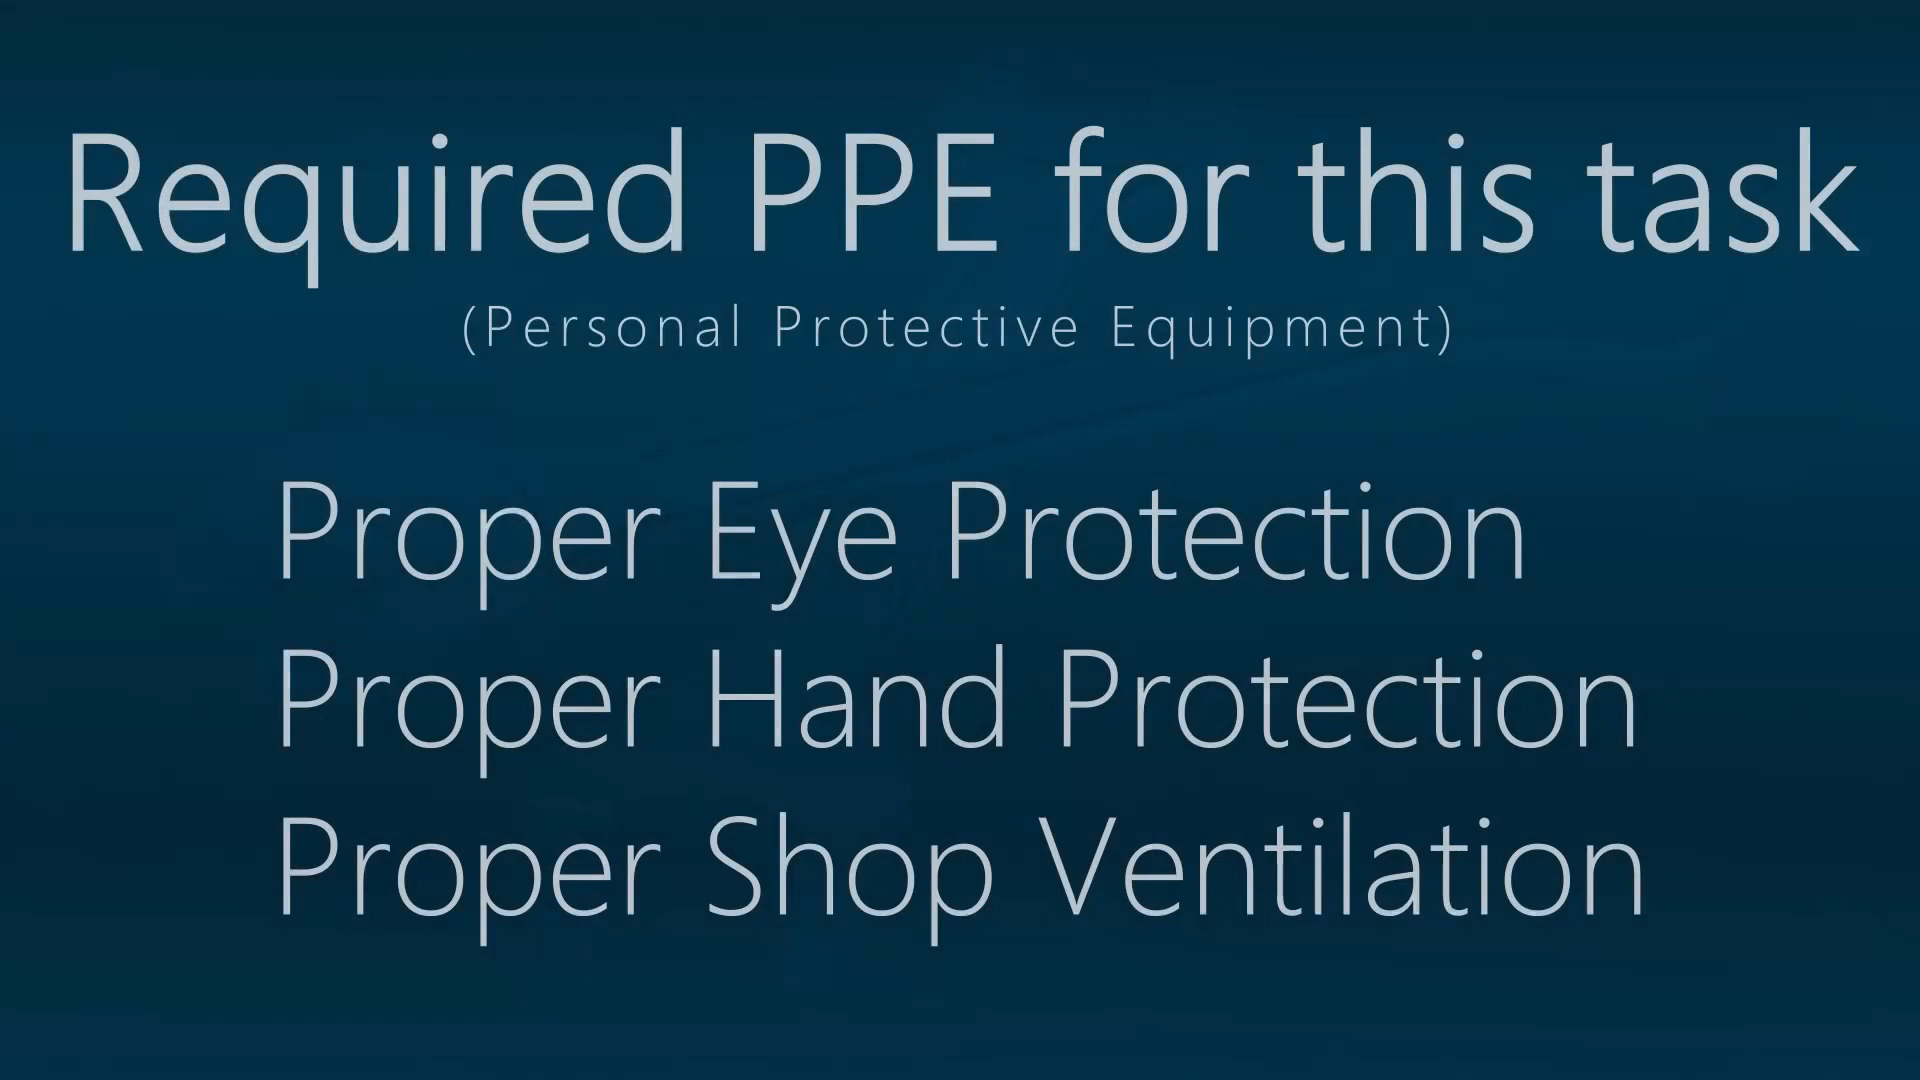 Required PPE for this task
(Personal Protective Equipment)
Proper Eye Protection
Proper Hand Protection
Proper Shop Ventilation